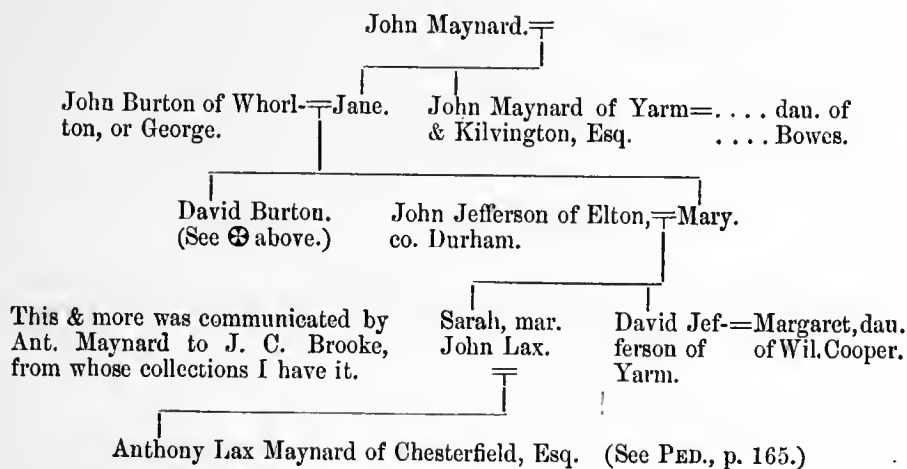 John Maynard.
John Burton of Whorl-
ton, or George.
Jane.
John Maynard of Yarm
& Kilvington, Esq.
. . . . dau. of
. . . . Bowes.
David Burton.
(See ⊕ above.)
John Jefferson of Elton,
co. Durham.
Mary.
This & more was communicated by
Ant. Maynard to J. C. Brooke,
from whose collections I have it.
Sarah, mar.
John Lax.
David Jef-
ferson of
Yarm.
Margaret, dau.
of Wil. Cooper.
Anthony Lax Maynard of Chesterfield, Esq. (See PED., p. 165.)